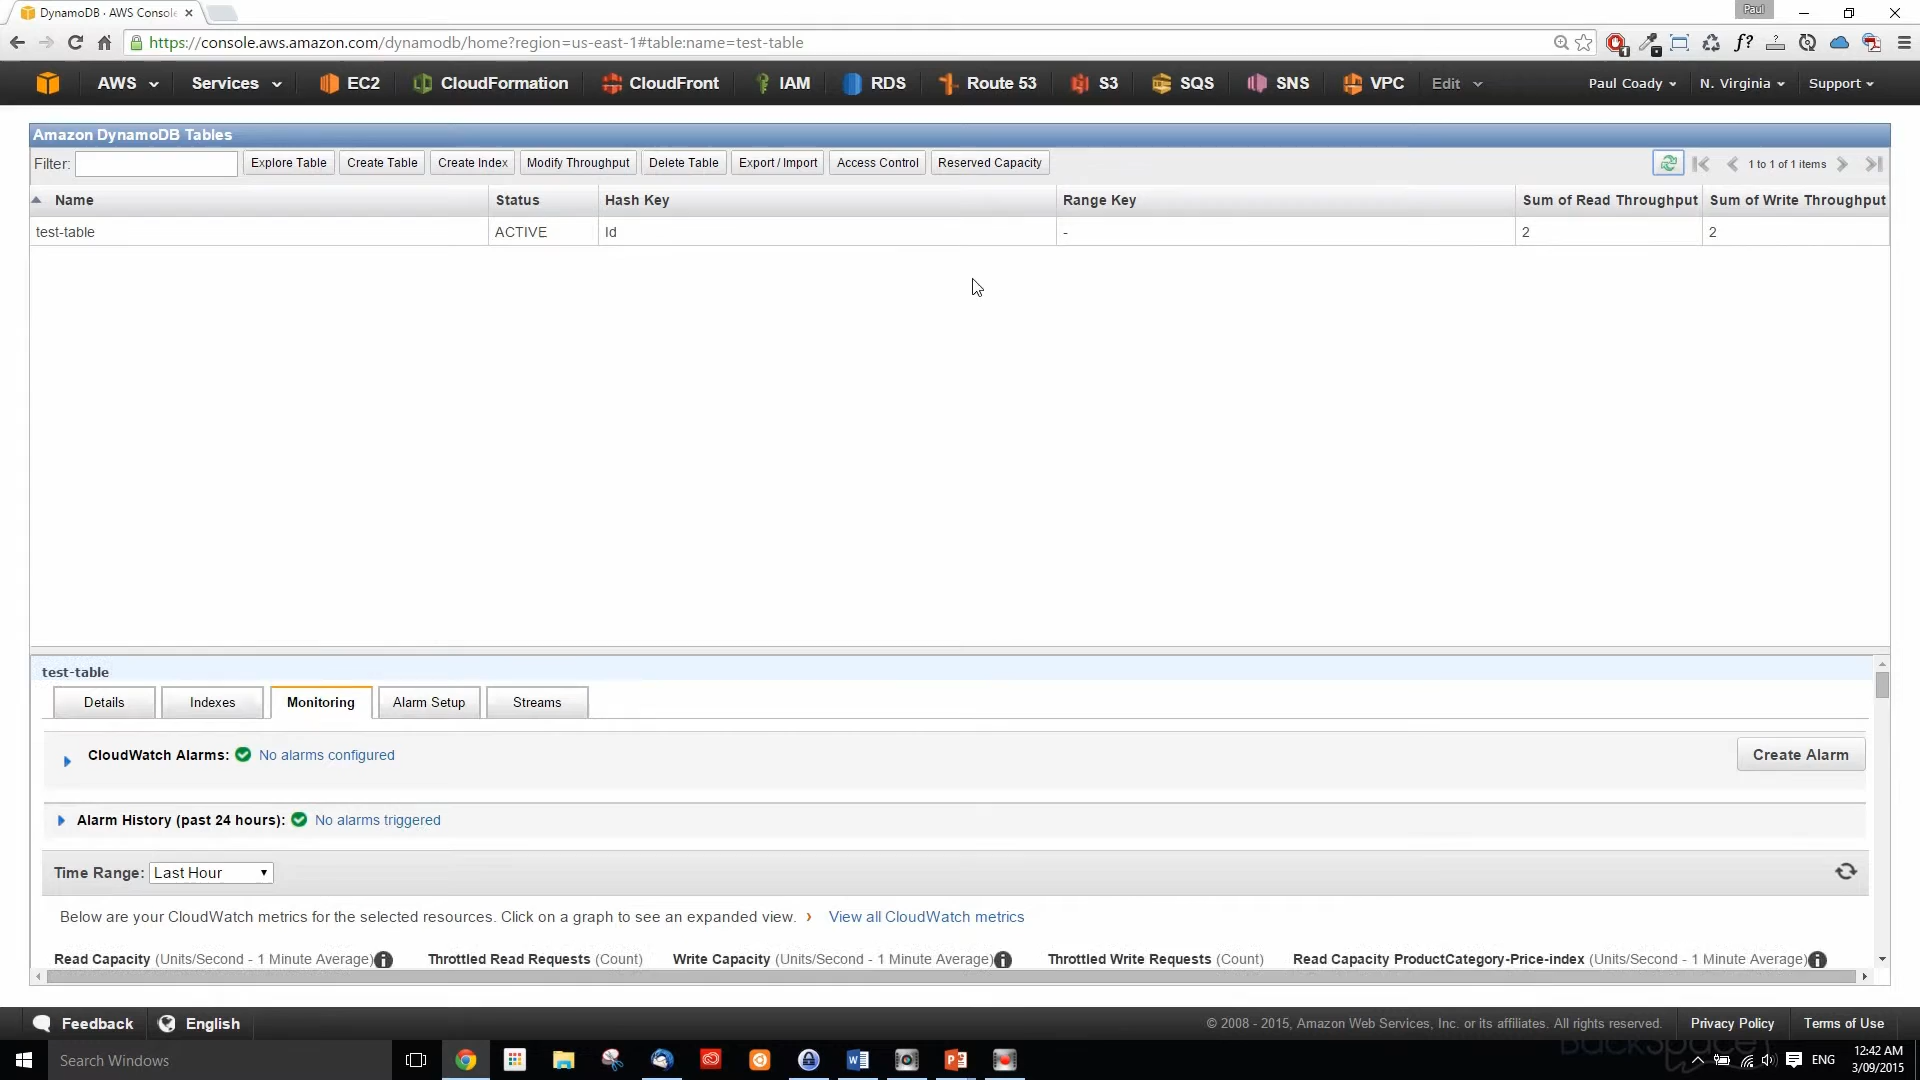 DynamoDB · AWS Console
Paul
https://console.aws.amazon.com/dynamodb/home?region=us-east-1#table:name=test-table
AWS Services EC2 CloudFormation CloudFront IAM RDS Route 53 S3 SQS SNS VPC Edit Paul Coady N. Virginia Support
Amazon DynamoDB Tables
Filter: Explore Table Create Table Create Index Modify Throughput Delete Table Export / Import Access Control Reserved Capacity 1 to 1 of 1 items
Name Status Hash Key Range Key Sum of Read Throughput Sum of Write Throughput
test-table ACTIVE Id - 2 2
test-table
Details Indexes Monitoring Alarm Setup Streams
CloudWatch Alarms: No alarms configured Create Alarm
Alarm History (past 24 hours): No alarms triggered
Time Range: Last Hour
Below are your CloudWatch metrics for the selected resources. Click on a graph to see an expanded view. › View all CloudWatch metrics
Read Capacity (Units/Second - 1 Minute Average) Throttled Read Requests (Count) Write Capacity (Units/Second - 1 Minute Average) Throttled Write Requests (Count) Read Capacity ProductCategory-Price-index (Units/Second - 1 Minute Average)
Feedback English © 2008 - 2015, Amazon Web Services, Inc. or its affiliates. All rights reserved. Privacy Policy Terms of Use
Search Windows ENG 12:42 AM
3/09/2015